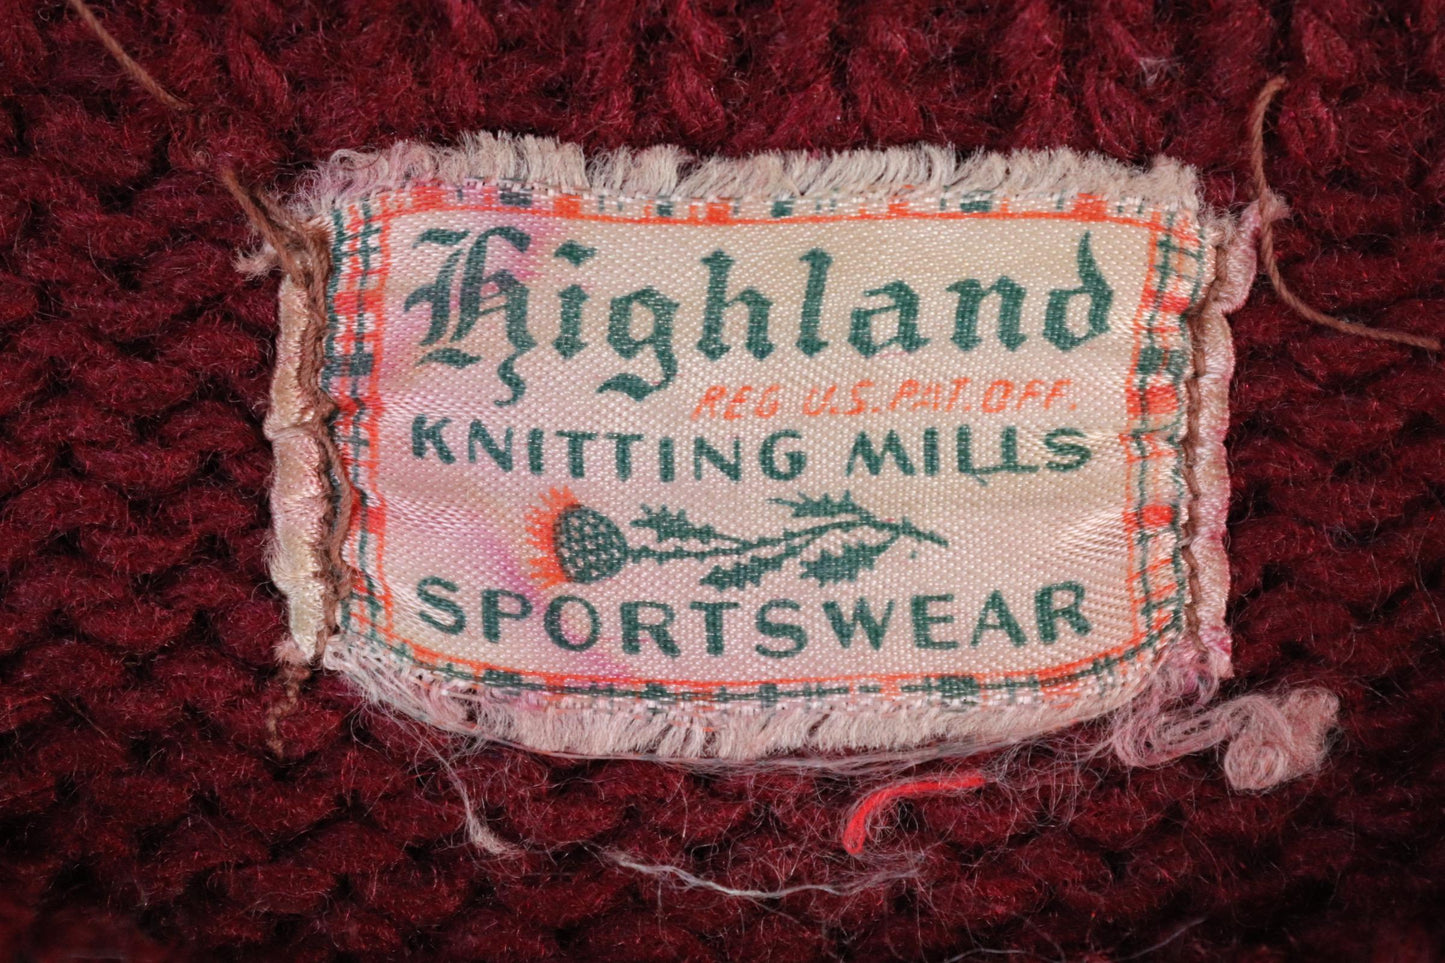 Highland
REG U.S. PAT. OFF.
KNITTING MILLS
SPORTSWEAR